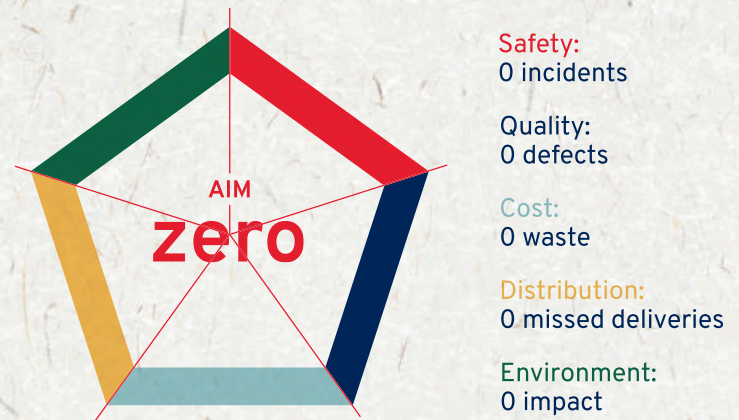 AIM
zero
Safety:
0 incidents
Quality:
0 defects
Cost:
0 waste
Distribution:
0 missed deliveries
Environment:
0 impact